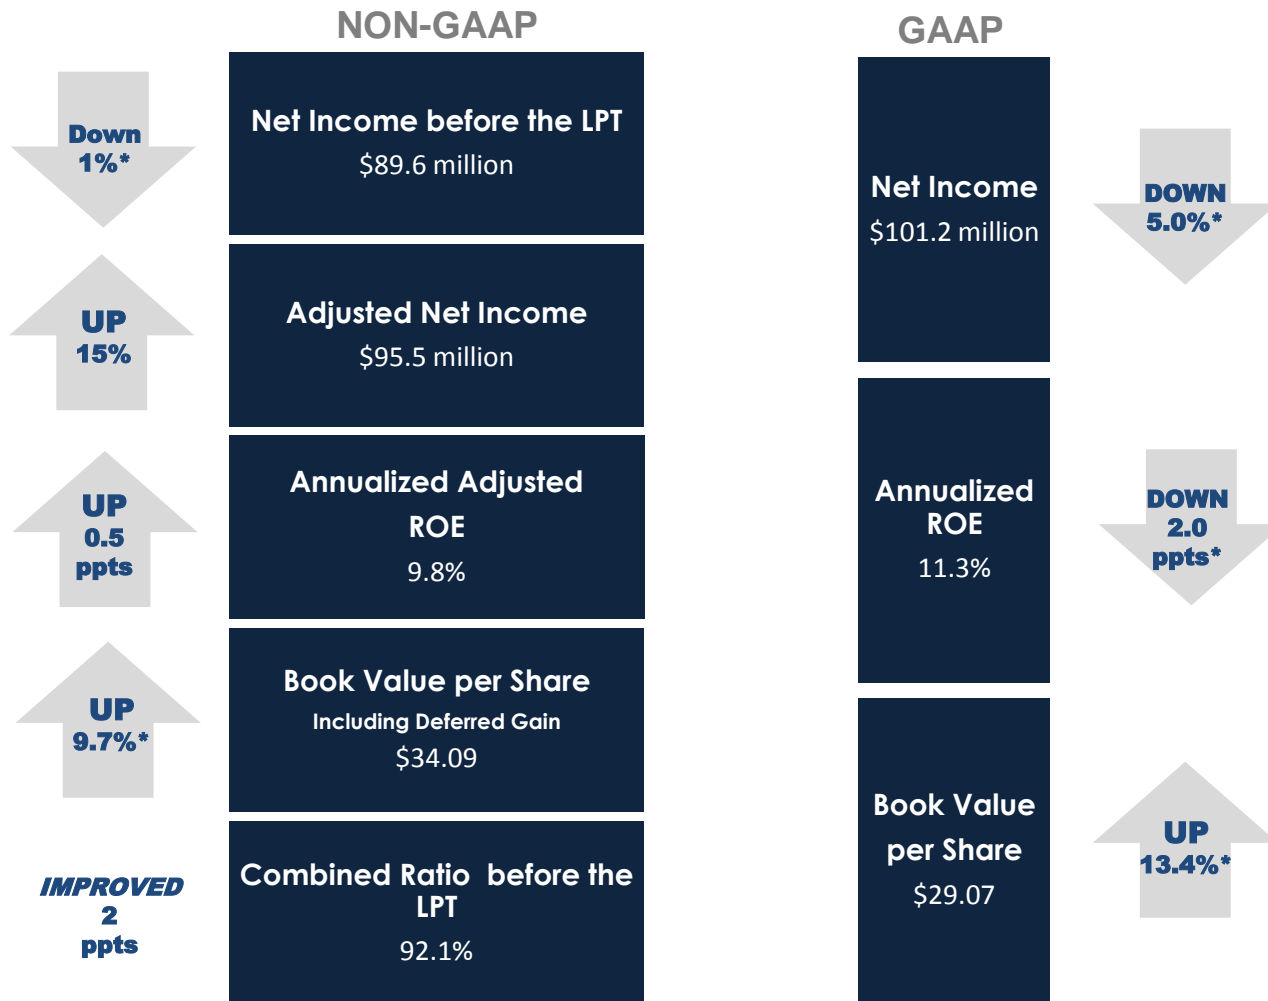 NON-GAAP
Down
1%*
Net Income before the LPT
$89.6 million
UP
15%
Adjusted Net Income
$95.5 million
UP
0.5
ppts
Annualized Adjusted
ROE
9.8%
UP
9.7%*
Book Value per Share
Including Deferred Gain
$34.09
IMPROVED
2
ppts
Combined Ratio before the
LPT
92.1%
GAAP
Net Income
$101.2 million
DOWN
5.0%*
Annualized
ROE
11.3%
DOWN
2.0
ppts*
Book Value
per Share
$29.07
UP
13.4%*